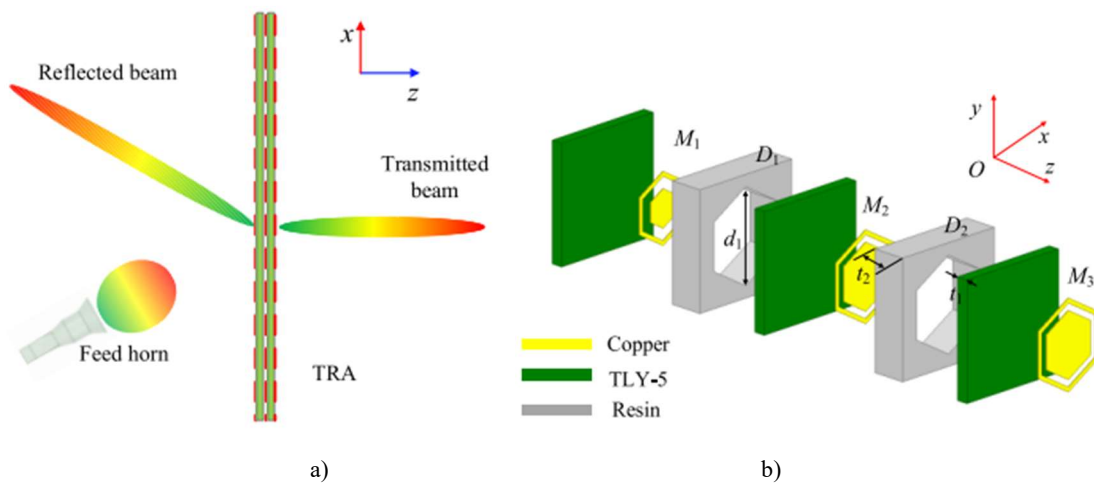 x
z
Reflected beam
Transmitted
beam
Feed horn
TRA
a)
y
x
z
O
M1
D1
d1
M2
t2
D2
t1
M3
Copper
TLY-5
Resin
b)